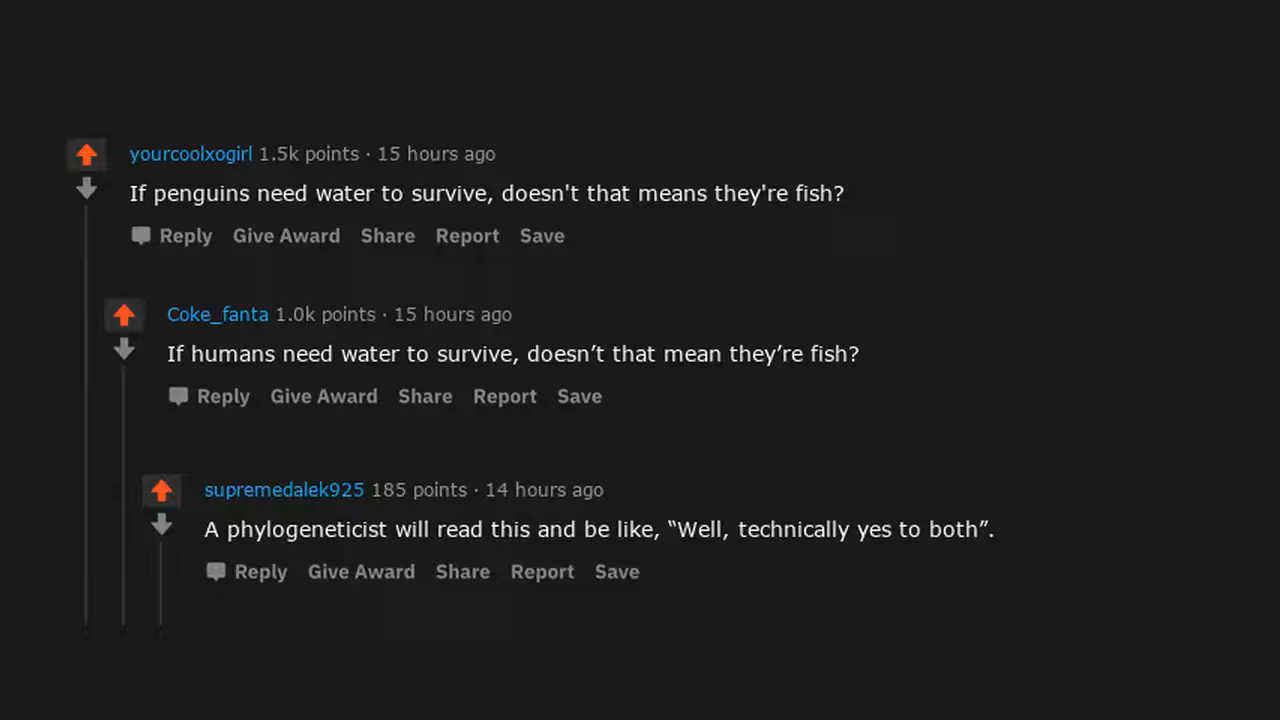 yourcoolxogirl 1.5k points · 15 hours ago
If penguins need water to survive, doesn't that means they're fish?
Reply Give Award Share Report Save
Coke_fanta 1.0k points · 15 hours ago
If humans need water to survive, doesn’t that mean they’re fish?
Reply Give Award Share Report Save
supremedalek925 185 points · 14 hours ago
A phylogeneticist will read this and be like, “Well, technically yes to both”.
Reply Give Award Share Report Save